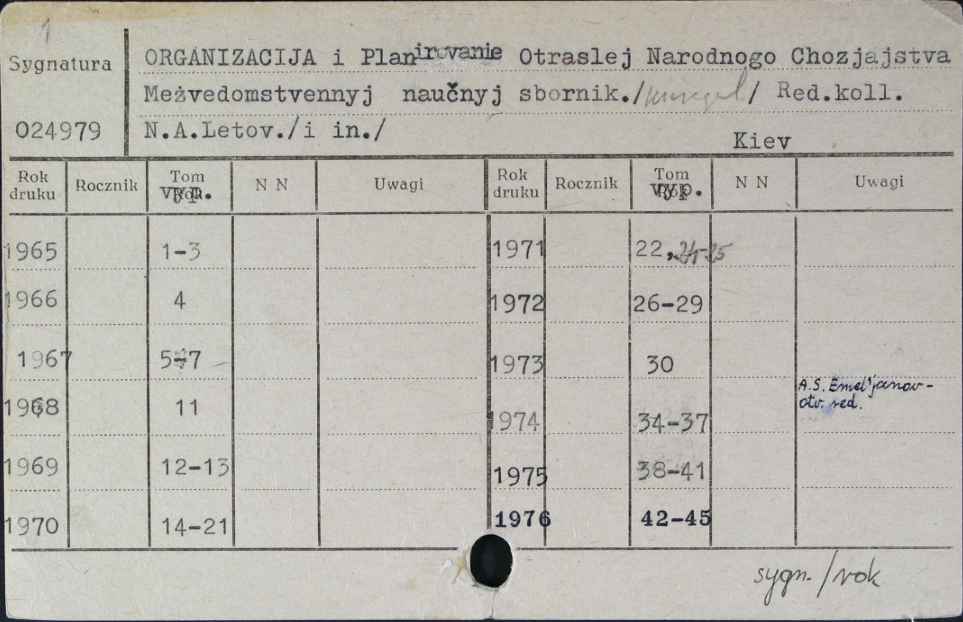 1
Sygnatura
024979
ORGANIZACIJA i Planirovanie Otraslej Narodnogo Chozjajstva
Meżvedomstvennyj naučnyj sbornik./ / Red.koll.
N.A.Letov./i in./
Kiev
Rok druku Rocznik Tom vyp. N N Uwagi Rok druku Rocznik Tom vyp. N N Uwagi
1965 1-3 1971 22,24-25
1966 4 1972 26-29
1967 5-7 1973 30
A.S. Emel'janov -
otv. red.
1968 11 1974 34-37
1969 12-13 1975 38-41
1970 14-21 1976 42-45
sygn./rok